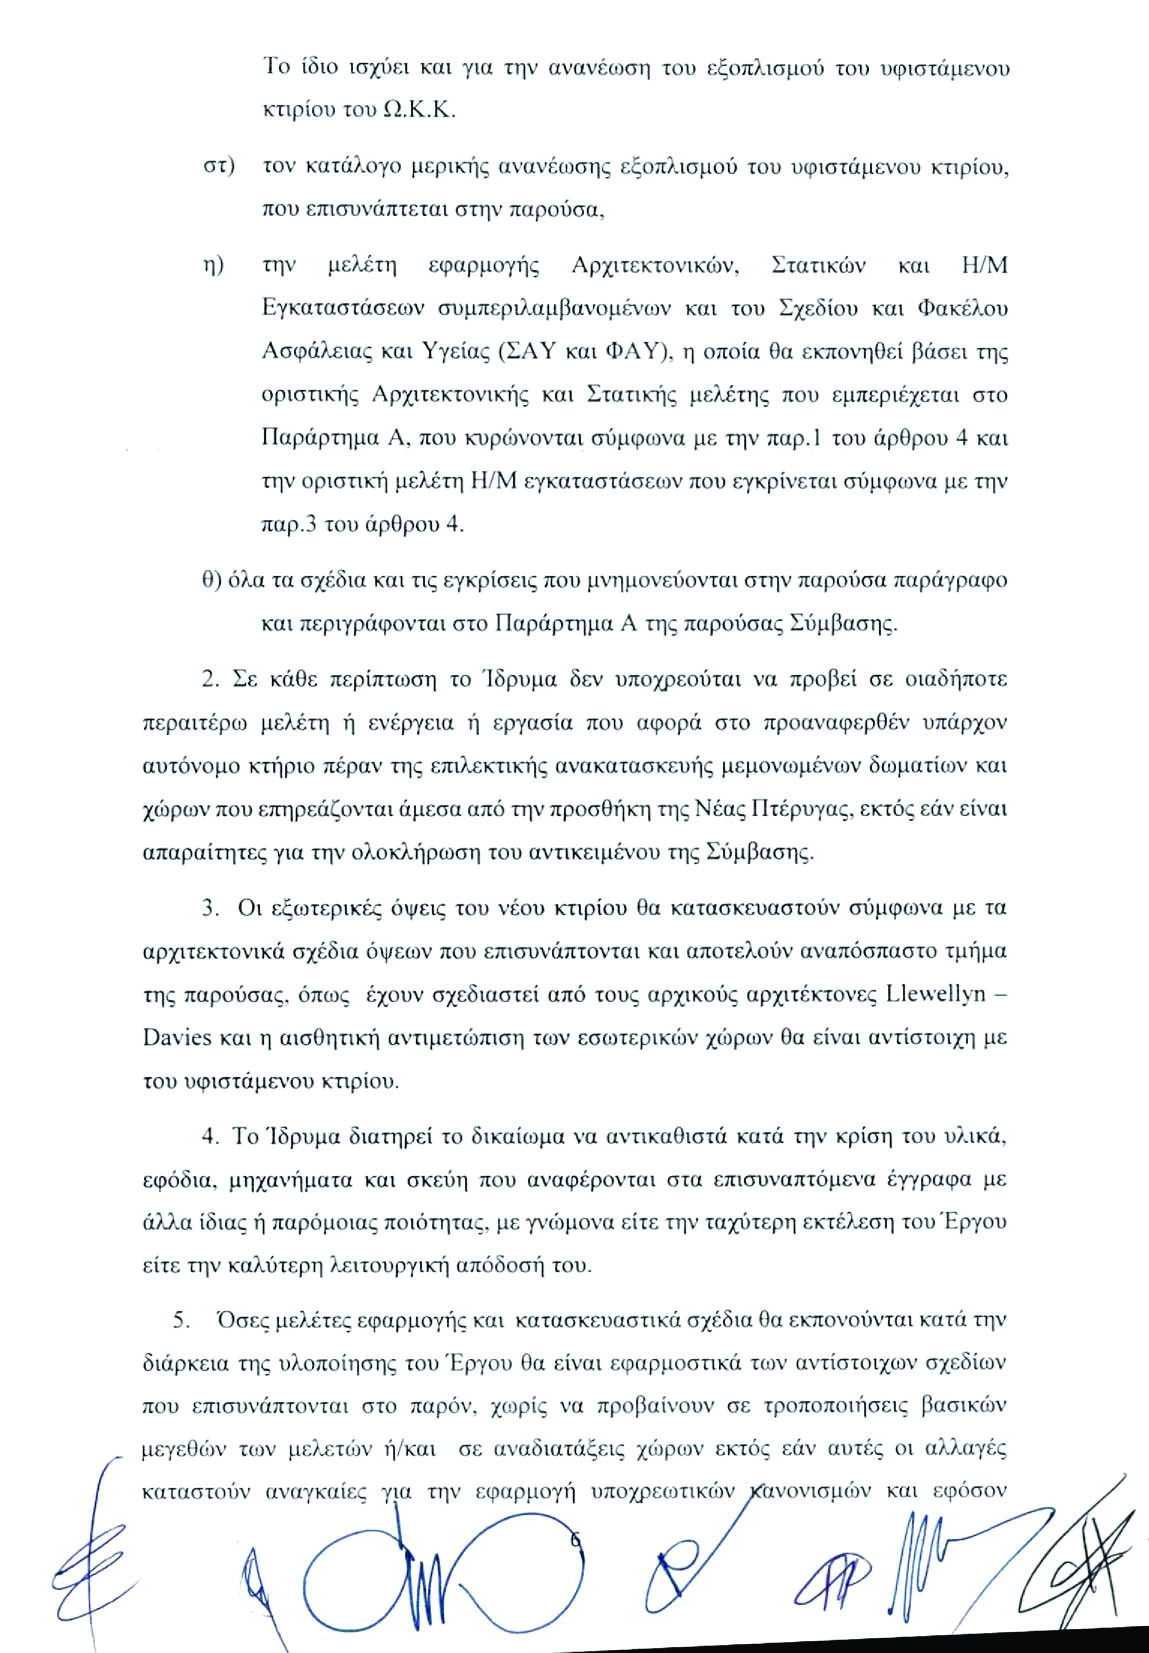 Το ίδιο ισχύει και για την ανανέωση του εξοπλισμού του υφιστάμενου
κτιρίου του Ω.Κ.Κ.
στ) τον κατάλογο μερικής ανανέωσης εξοπλισμού του υφιστάμενου κτιρίου,
που επισυνάπτεται στην παρούσα,
η) την μελέτη εφαρμογής Αρχιτεκτονικών, Στατικών και Η/Μ
Εγκαταστάσεων συμπεριλαμβανομένων και του Σχεδίου και Φακέλου
Ασφάλειας και Υγείας (ΣΑΥ και ΦΑΥ), η οποία θα εκπονηθεί βάσει της
οριστικής Αρχιτεκτονικής και Στατικής μελέτης που εμπεριέχεται στο
Παράρτημα Α, που κυρώνονται σύμφωνα με την παρ.1 του άρθρου 4 και
την οριστική μελέτη Η/Μ εγκαταστάσεων που εγκρίνεται σύμφωνα με την
παρ.3 του άρθρου 4.
θ) όλα τα σχέδια και τις εγκρίσεις που μνημονεύονται στην παρούσα παράγραφο
και περιγράφονται στο Παράρτημα Α της παρούσας Σύμβασης.
2. Σε κάθε περίπτωση το Ίδρυμα δεν υποχρεούται να προβεί σε οιαδήποτε
περαιτέρω μελέτη ή ενέργεια ή εργασία που αφορά στο προαναφερθέν υπάρχον
αυτόνομο κτήριο πέραν της επιλεκτικής ανακατασκευής μεμονωμένων δωματίων και
χώρων που επηρεάζονται άμεσα από την προσθήκη της Νέας Πτέρυγας, εκτός εάν είναι
απαραίτητες για την ολοκλήρωση του αντικειμένου της Σύμβασης.
3. Οι εξωτερικές όψεις του νέου κτιρίου θα κατασκευαστούν σύμφωνα με τα
αρχιτεκτονικά σχέδια όψεων που επισυνάπτονται και αποτελούν αναπόσπαστο τμήμα
της παρούσας, όπως έχουν σχεδιαστεί από τους αρχικούς αρχιτέκτονες Llewellyn –
Davies και η αισθητική αντιμετώπιση των εσωτερικών χώρων θα είναι αντίστοιχη με
του υφιστάμενου κτιρίου.
4. Το Ίδρυμα διατηρεί το δικαίωμα να αντικαθιστά κατά την κρίση του υλικά,
εφόδια, μηχανήματα και σκεύη που αναφέρονται στα επισυναπτόμενα έγγραφα με
άλλα ίδιας ή παρόμοιας ποιότητας, με γνώμονα είτε την ταχύτερη εκτέλεση του Έργου
είτε την καλύτερη λειτουργική απόδοσή του.
5. Όσες μελέτες εφαρμογής και κατασκευαστικά σχέδια θα εκπονούνται κατά την
διάρκεια της υλοποίησης του Έργου θα είναι εφαρμοστικά των αντίστοιχων σχεδίων
που επισυνάπτονται στο παρόν, χωρίς να προβαίνουν σε τροποποιήσεις βασικών
μεγεθών των μελετών ή/και σε αναδιατάξεις χώρων εκτός εάν αυτές οι αλλαγές
καταστούν αναγκαίες για την εφαρμογή υποχρεωτικών κανονισμών και εφόσον
6